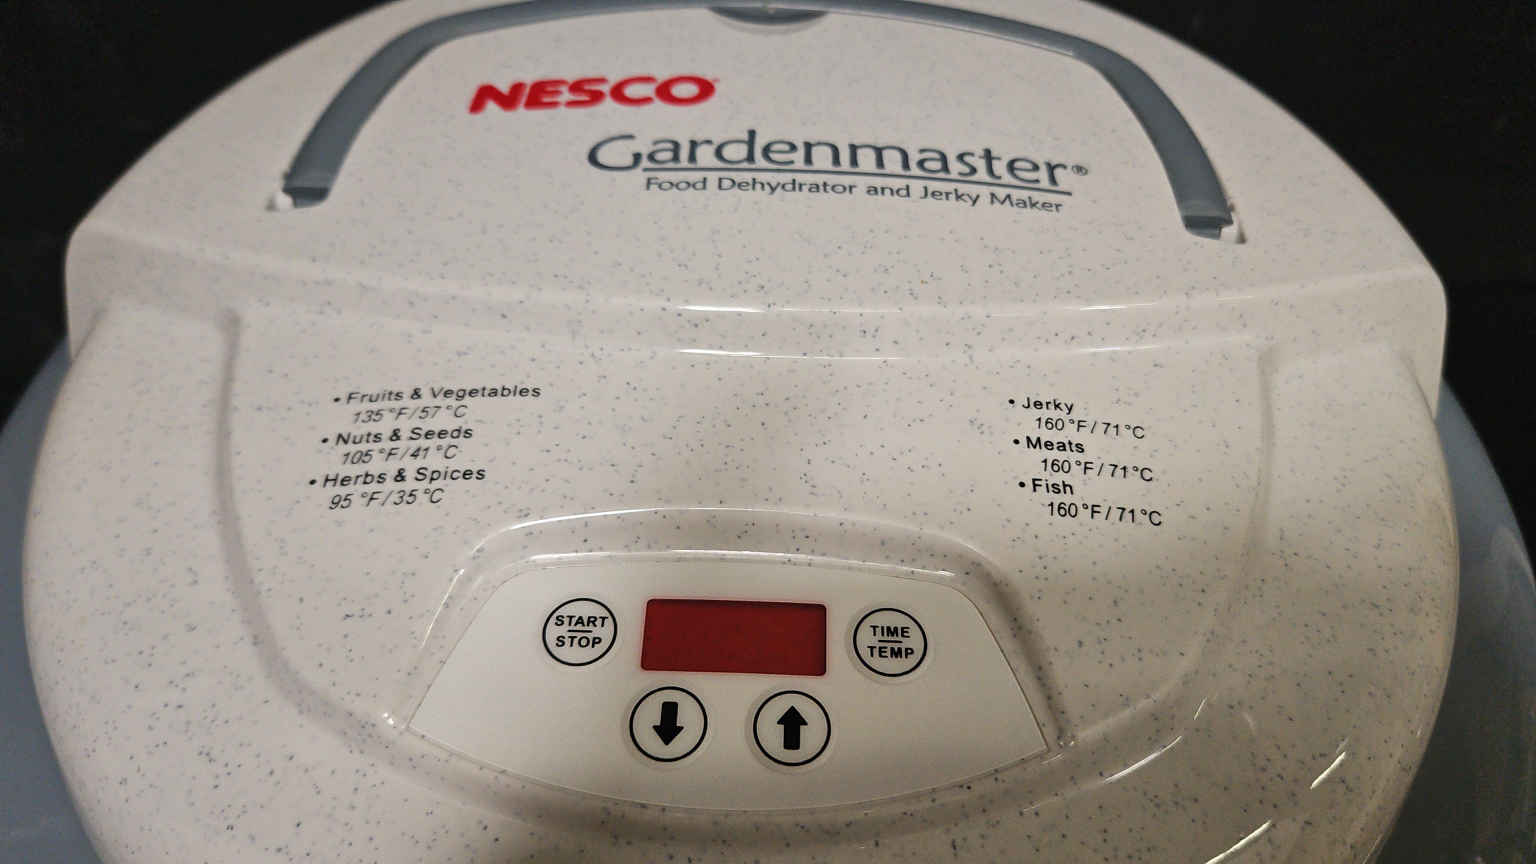 NESCO
Gardenmaster®
Food Dehydrator and Jerky Maker
• Fruits & Vegetables
135°F/57°C
• Nuts & Seeds
105°F/41°C
• Herbs & Spices
95°F/35°C
• Jerky
160°F/71°C
• Meats
160°F/71°C
• Fish
160°F/71°C
START
STOP
TIME
TEMP